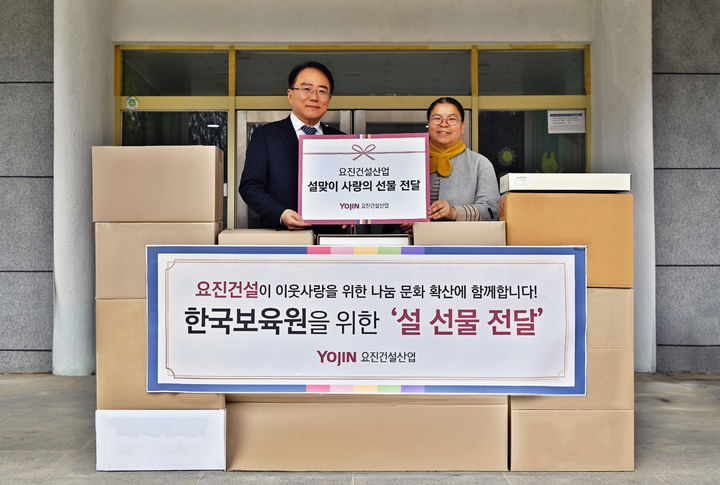 요진건설산업
설맞이 사랑의 선물 전달
YOJIN 요진건설산업
요진건설이 이웃사랑을 위한 나눔 문화 확산에 함께합니다!
한국보육원을 위한 ‘설 선물 전달’
YOJIN 요진건설산업